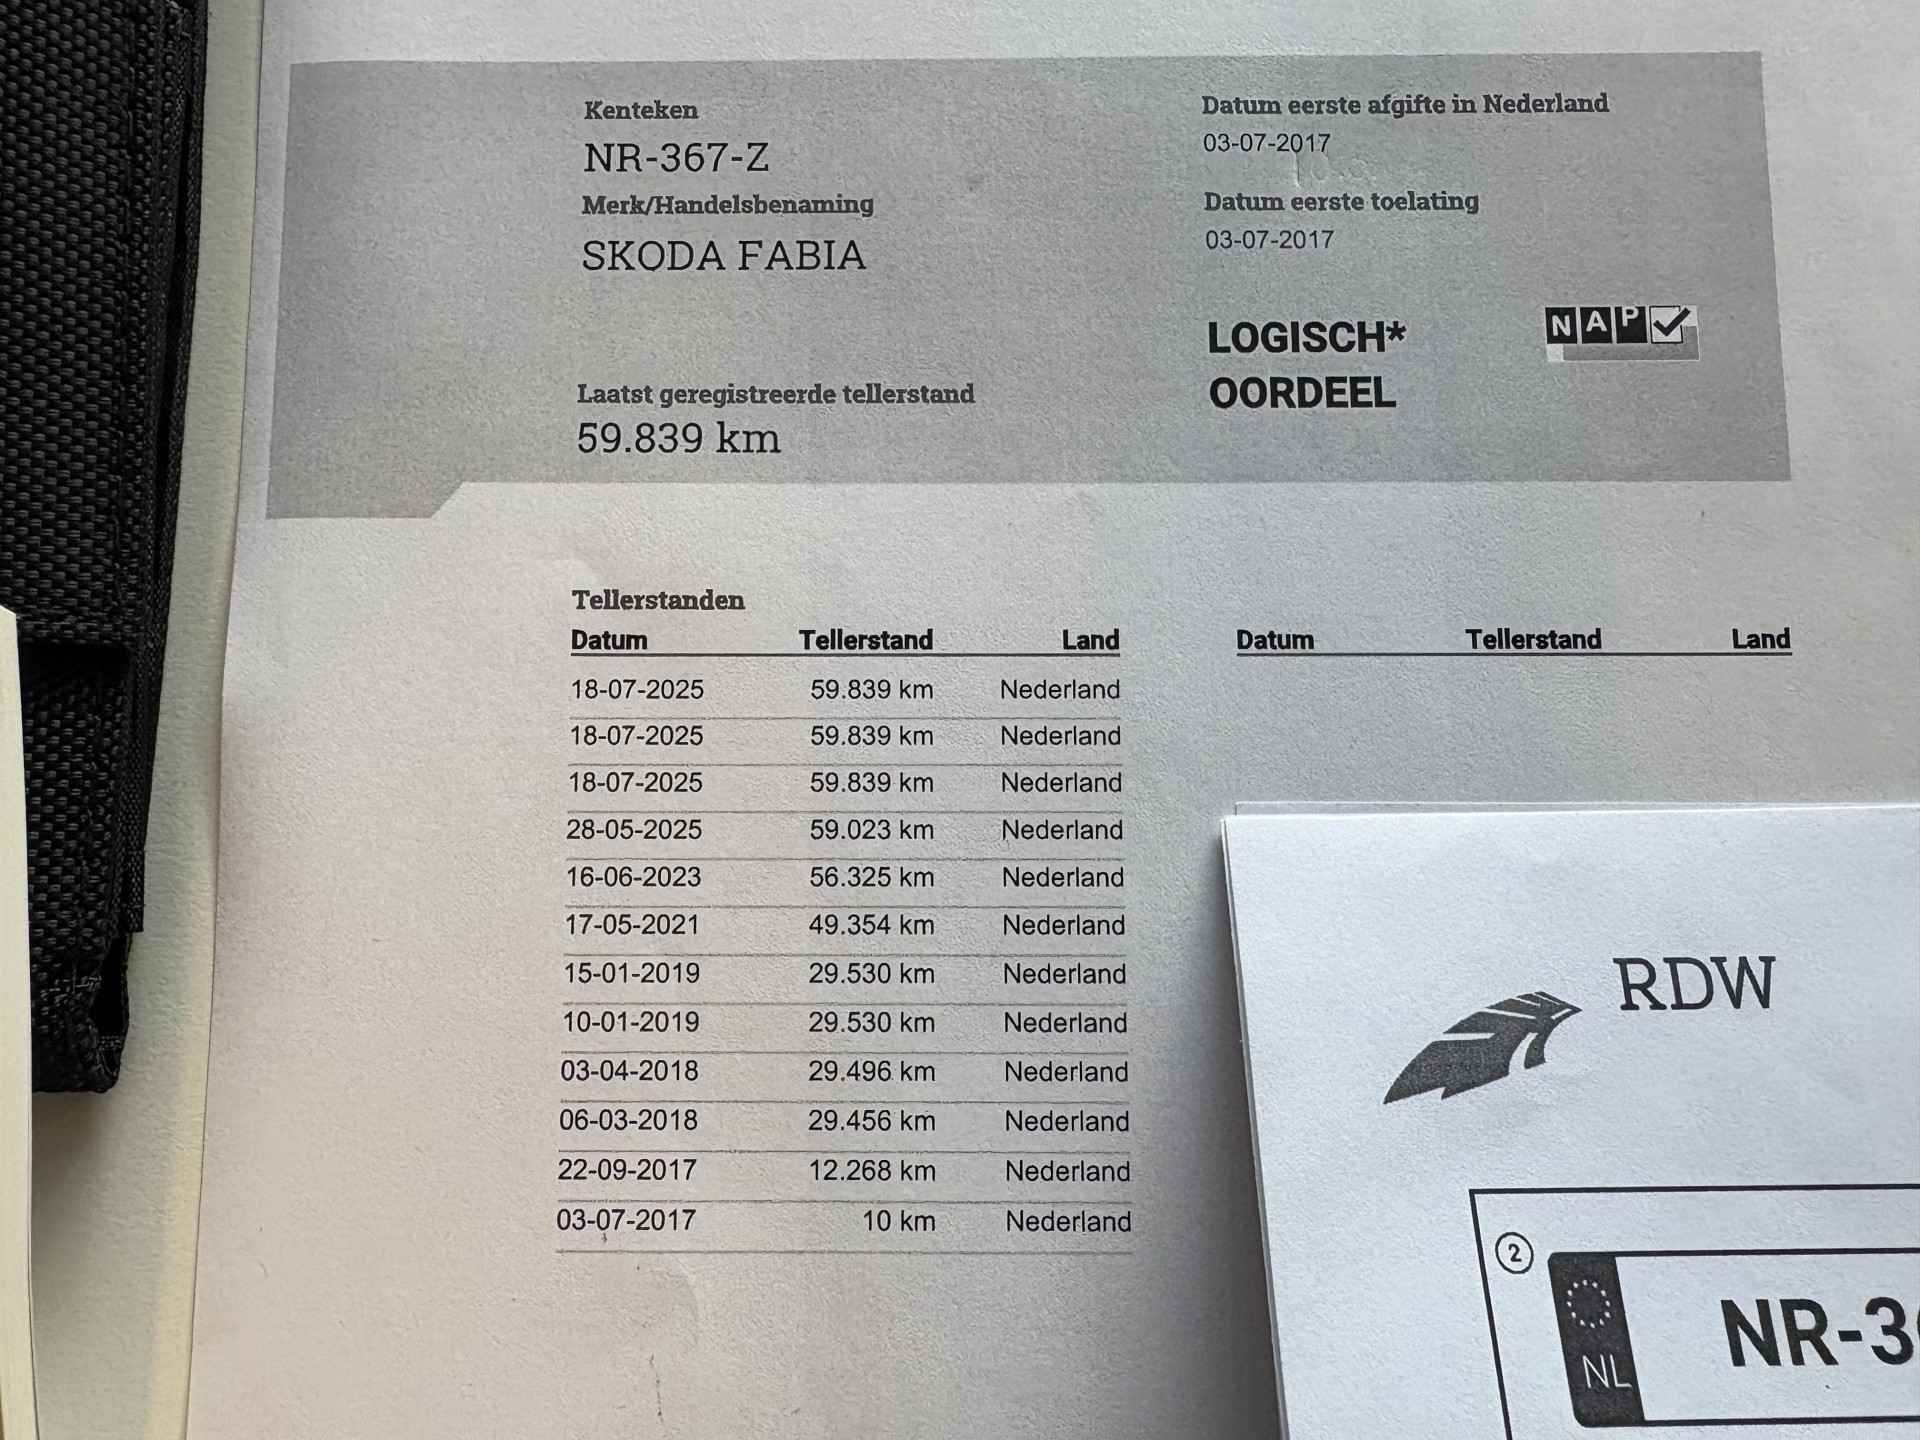 Kenteken
NR-367-Z
Merk/Handelsbenaming
SKODA FABIA
Laatst geregistreerde tellerstand
59.839 km
Datum eerste afgifte in Nederland
03-07-2017
Datum eerste toelating
03-07-2017
LOGISCH*
OORDEEL
NAP
Tellerstanden
Datum Tellerstand Land
18-07-2025 59.839 km Nederland
18-07-2025 59.839 km Nederland
18-07-2025 59.839 km Nederland
28-05-2025 59.023 km Nederland
16-06-2023 56.325 km Nederland
17-05-2021 49.354 km Nederland
15-01-2019 29.530 km Nederland
10-01-2019 29.530 km Nederland
03-04-2018 29.496 km Nederland
06-03-2018 29.456 km Nederland
22-09-2017 12.268 km Nederland
03-07-2017 10 km Nederland
Datum Tellerstand Land
RDW
2
NL
NR-3